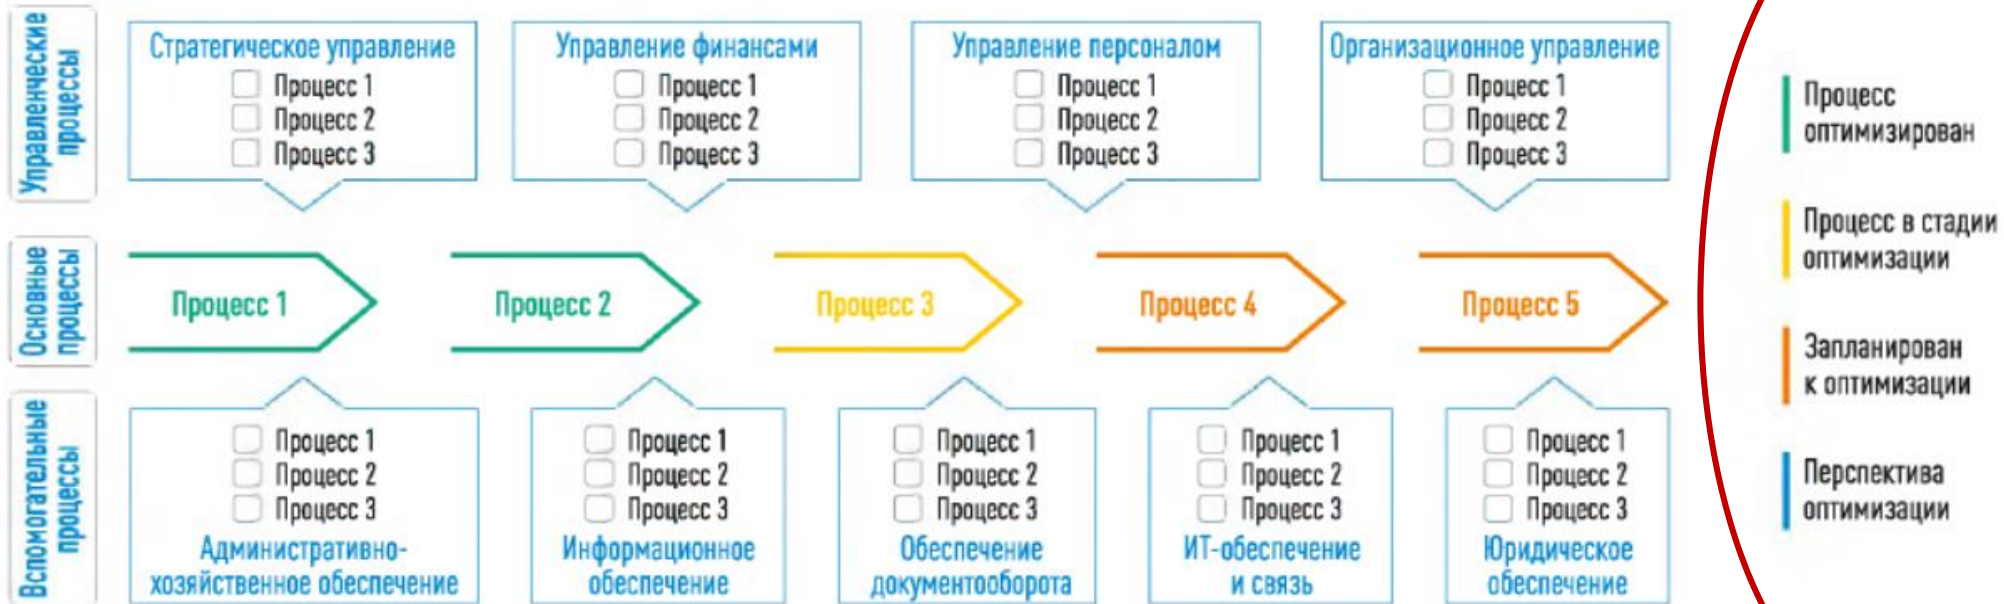 Управленческие
процессы
Стратегическое управление
Процесс 1
Процесс 2
Процесс 3
Управление финансами
Процесс 1
Процесс 2
Процесс 3
Управление персоналом
Процесс 1
Процесс 2
Процесс 3
Организационное управление
Процесс 1
Процесс 2
Процесс 3
Основные
процессы
Процесс 1
Процесс 2
Процесс 3
Процесс 4
Процесс 5
Вспомогательные
процессы
Процесс 1
Процесс 2
Процесс 3
Административно-
хозяйственное обеспечение
Процесс 1
Процесс 2
Процесс 3
Информационное
обеспечение
Процесс 1
Процесс 2
Процесс 3
Обеспечение
документооборота
Процесс 1
Процесс 2
Процесс 3
ИТ-обеспечение
и связь
Процесс 1
Процесс 2
Процесс 3
Юридическое
обеспечение
Процесс
оптимизирован
Процесс в стадии
оптимизации
Запланирован
к оптимизации
Перспектива
оптимизации